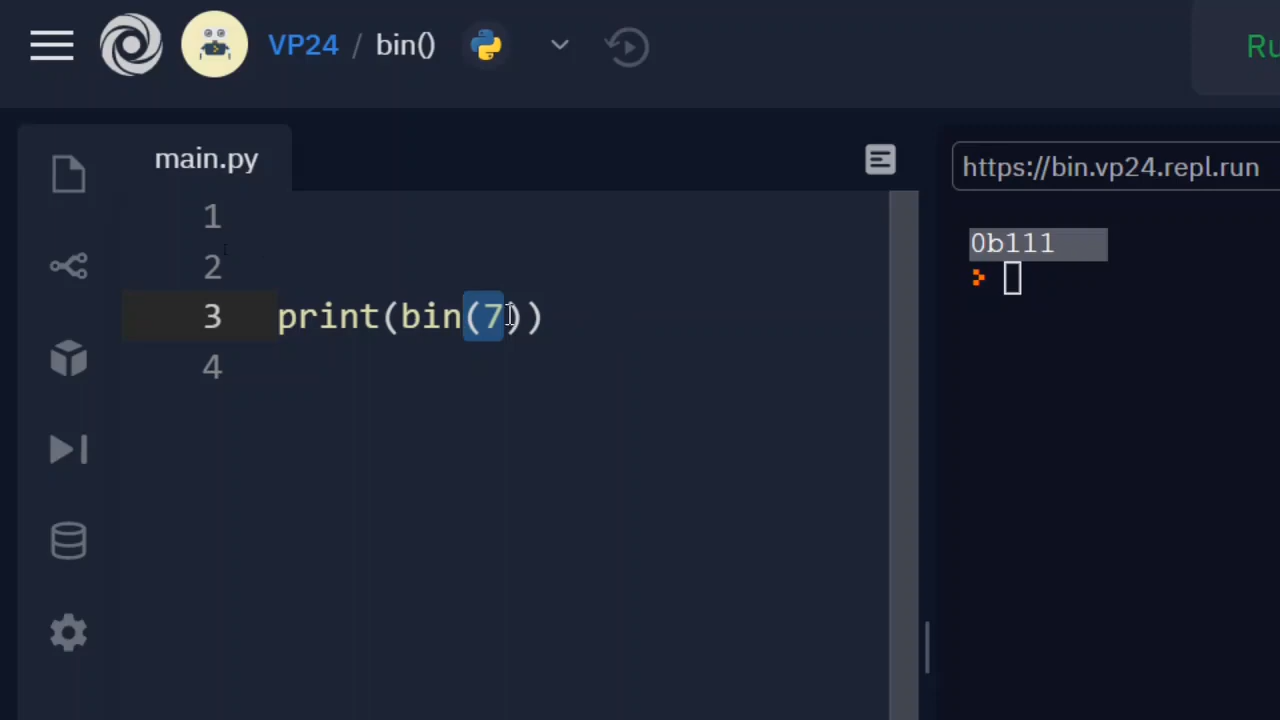 VP24 / bin()
Ru
main.py
https://bin.vp24.repl.run
1
2
3 print(bin(7))
4
0b111